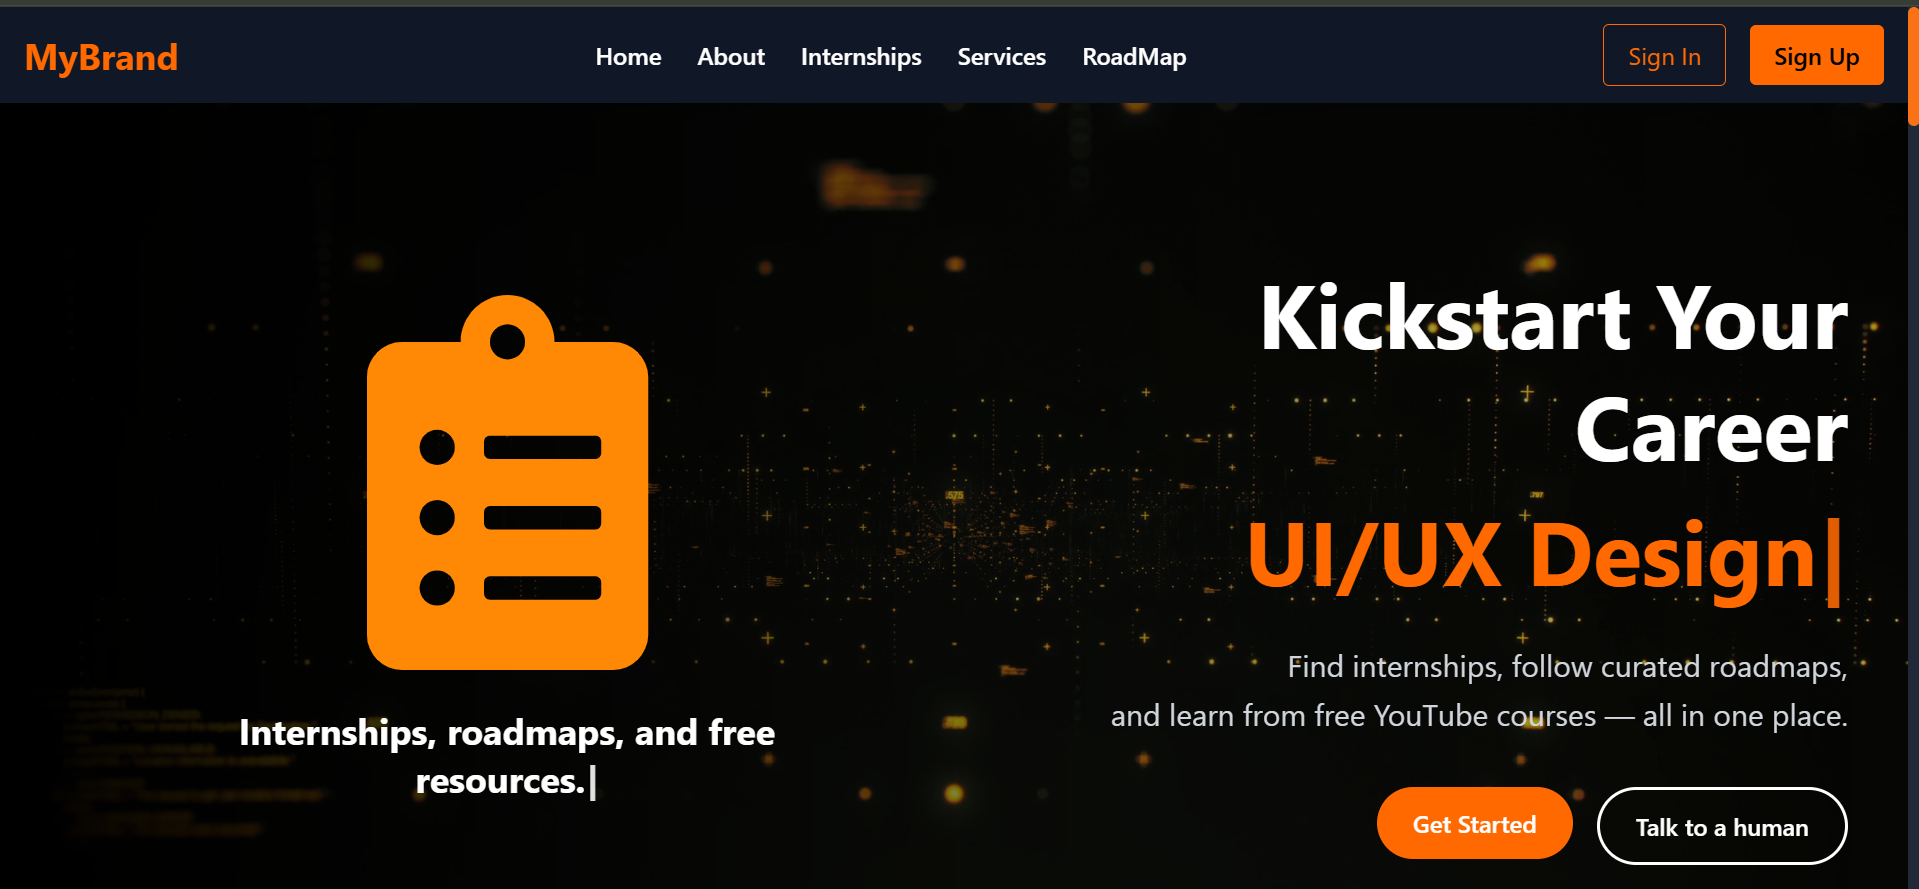 MyBrand
Home About Internships Services RoadMap
Sign In
Sign Up
Internships, roadmaps, and free
resources.|
Kickstart Your
Career
UI/UX Design|
Find internships, follow curated roadmaps,
and learn from free YouTube courses — all in one place.
Get Started
Talk to a human